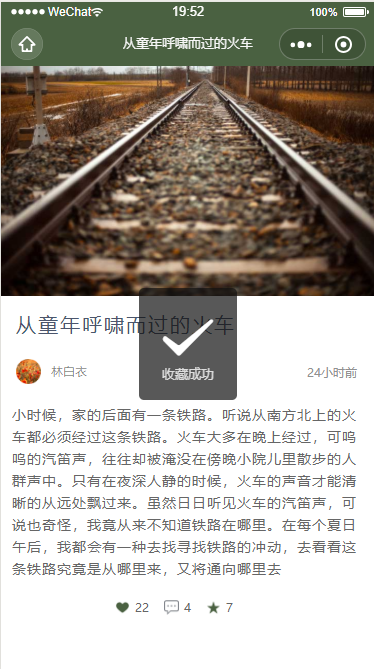 WeChat
19:52
100%
从童年呼啸而过的火车
从童年呼啸而过的火车
收藏成功
林白衣
24小时前
小时候，家的后面有一条铁路。听说从南方北上的火
车都必须经过这条铁路。火车大多在晚上经过，可呜
呜的汽笛声，往往却被淹没在傍晚小院儿里散步的人
群声中。只有在夜深人静的时候，火车的声音才能清
晰的从远处飘过来。虽然日日听见火车的汽笛声，可
说也奇怪，我竟从来不知道铁路在哪里。在每个夏日
午后，我都会有一种去找寻找铁路的冲动，去看看这
条铁路究竟是从哪里来，又将通向哪里去
22
4
7